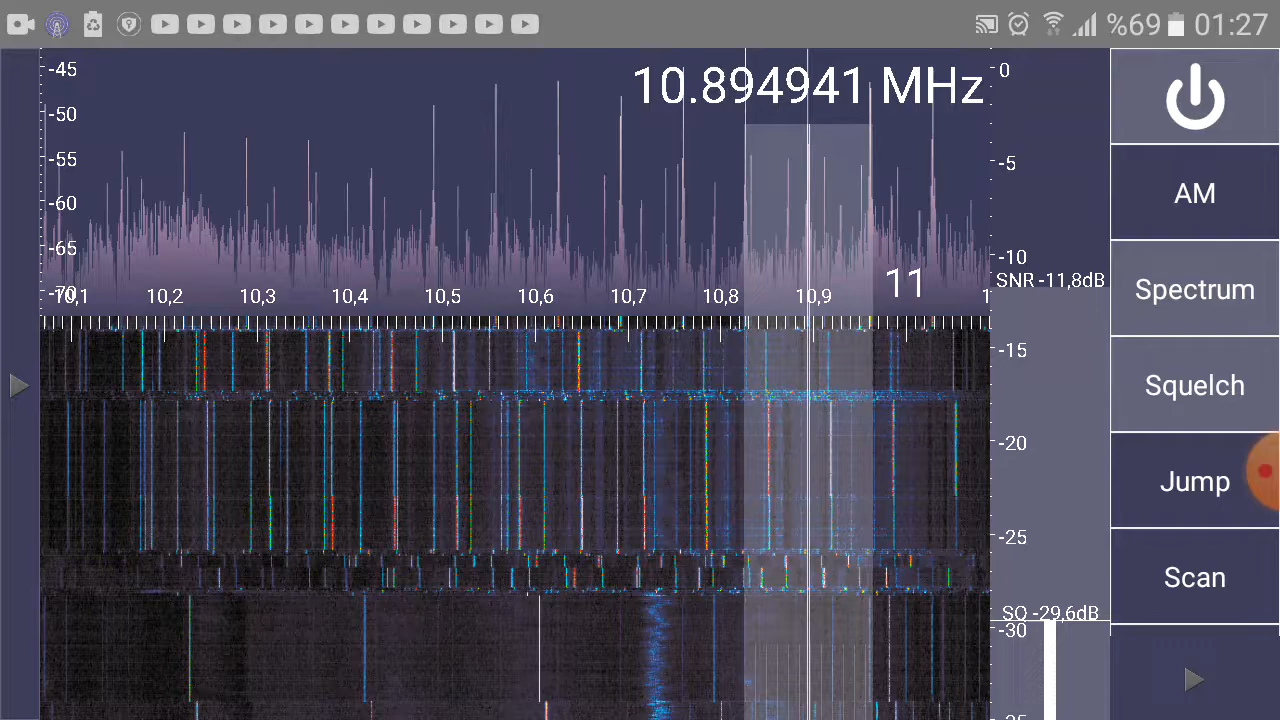 %69 01:27
10.894941 MHz
-45
-50
-55
-60
-65
-70
0
-5
-10
SNR -11,8dB
-15
-20
-25
SQ -29,6dB
-30
-35
10,1 10,2 10,3 10,4 10,5 10,6 10,7 10,8 10,9 11 1
AM
Spectrum
Squelch
Jump
Scan